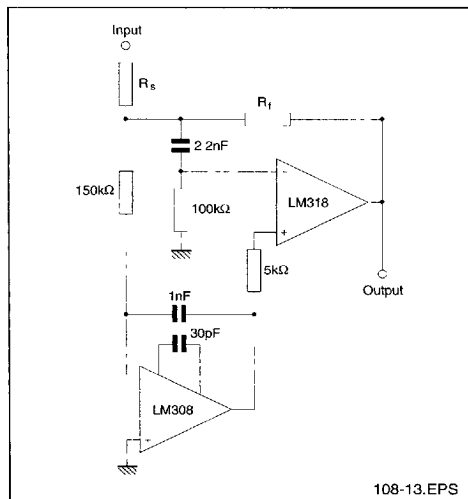 Input
Rs
Rf
2 2nF
150kΩ
100kΩ
-
LM318
+
5kΩ
Output
1nF
30pF
LM308
+
108-13.EPS